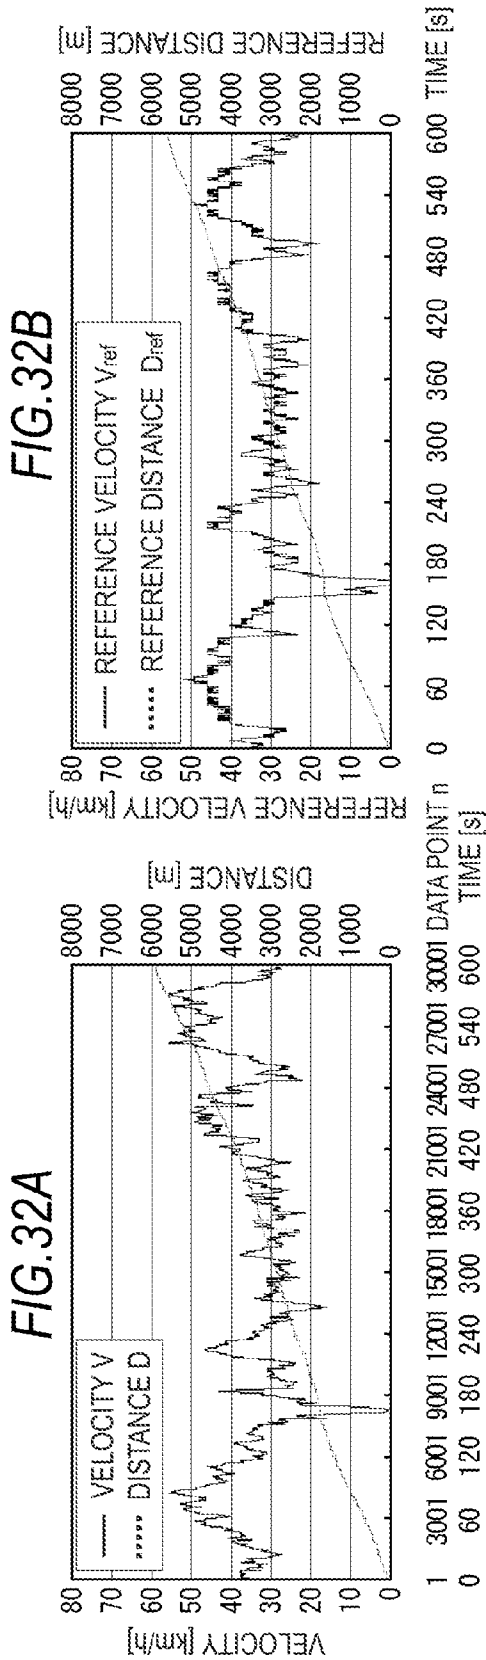 FIG.32A
VELOCITY [km/h]
80
70
60
50
40
30
20
10
0
VELOCITY V
DISTANCE D
DISTANCE [m]
8000
7000
6000
5000
4000
3000
2000
1000
0
1 3001 6001 9001 12001 15001 18001 21001 24001 27001 30001 DATA POINT n
0 60 120 180 240 300 360 420 480 540 600 TIME [s]
FIG.32B
REFERENCE VELOCITY [km/h]
80
70
60
50
40
30
20
10
0
REFERENCE VELOCITY Vref
REFERENCE DISTANCE Dref
REFERENCE DISTANCE [m]
8000
7000
6000
5000
4000
3000
2000
1000
0
0 60 120 180 240 300 360 420 480 540 600 TIME [s]